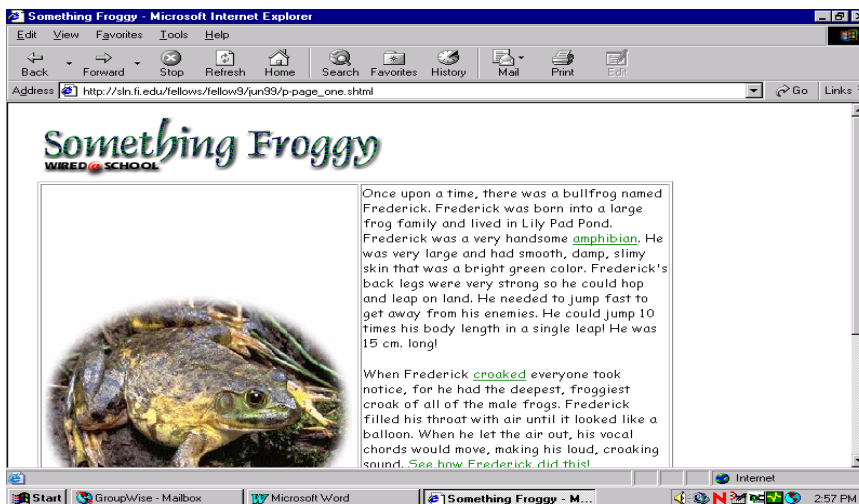 Something Froggy - Microsoft Internet Explorer
Edit View Favorites Tools Help
Back Forward Stop Refresh Home Search Favorites History Mail Print Edit
Address http://sln.fi.edu/fellows/fellow9/jun99/p-page_one.shtml Go Links
Something Froggy
WIRED@SCHOOL
Once upon a time, there was a bullfrog named
Frederick. Frederick was born into a large
frog family and lived in Lily Pad Pond.
Frederick was a very handsome amphibian. He
was very large and had smooth, damp, slimy
skin that was a bright green color. Frederick's
back legs were very strong so he could hop
and leap on land. He needed to jump fast to
get away from his enemies. He could jump 10
times his body length in a single leap! He was
15 cm. long!
When Frederick croaked everyone took
notice, for he had the deepest, froggiest
croak of all of the male frogs. Frederick
filled his throat with air until it looked like a
balloon. When he let the air out, his vocal
chords would move, making his loud, croaking
sound. See how Frederick did this!
Internet
Start GroupWise - Mailbox Microsoft Word Something Froggy - M... 2:57 PM